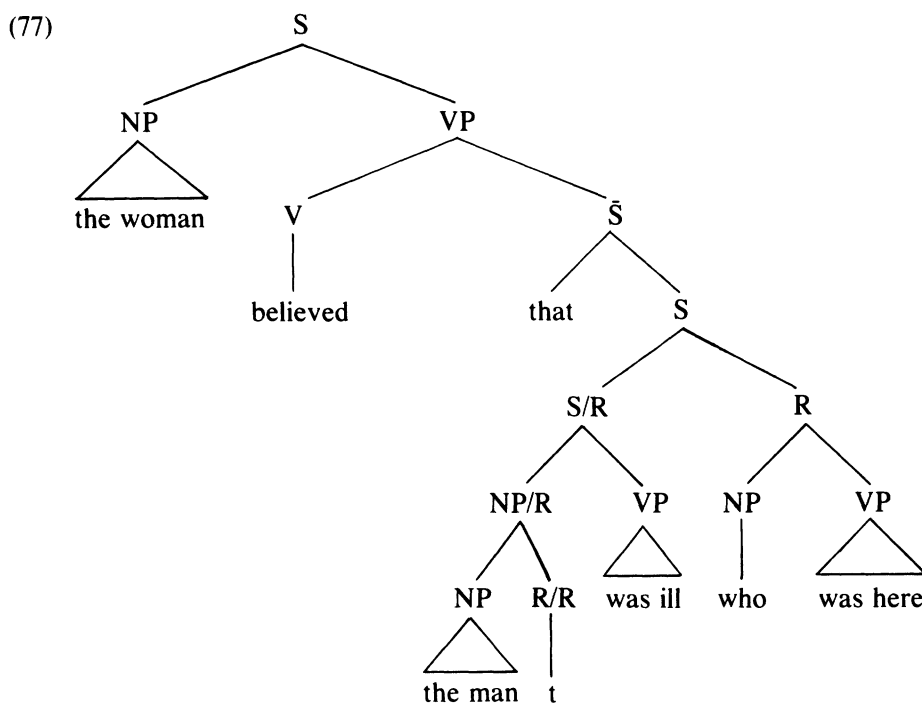 (77) S
NP VP
the woman V S̄
believed that S
S/R R
NP/R VP NP VP
NP R/R was ill who was here
the man t